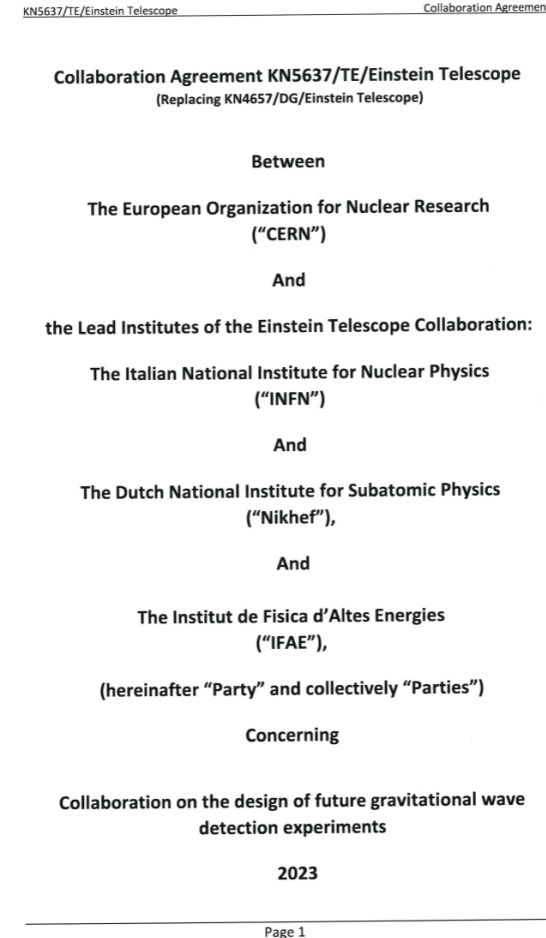 KN5637/TE/Einstein Telescope
Collaboration Agreemen
Collaboration Agreement KN5637/TE/Einstein Telescope
(Replacing KN4657/DG/Einstein Telescope)
Between
The European Organization for Nuclear Research
(“CERN”)
And
the Lead Institutes of the Einstein Telescope Collaboration:
The Italian National Institute for Nuclear Physics
(“INFN”)
And
The Dutch National Institute for Subatomic Physics
(“Nikhef”),
And
The Institut de Fisica d’Altes Energies
(“IFAE”),
(hereinafter “Party” and collectively “Parties”)
Concerning
Collaboration on the design of future gravitational wave
detection experiments
2023
Page 1